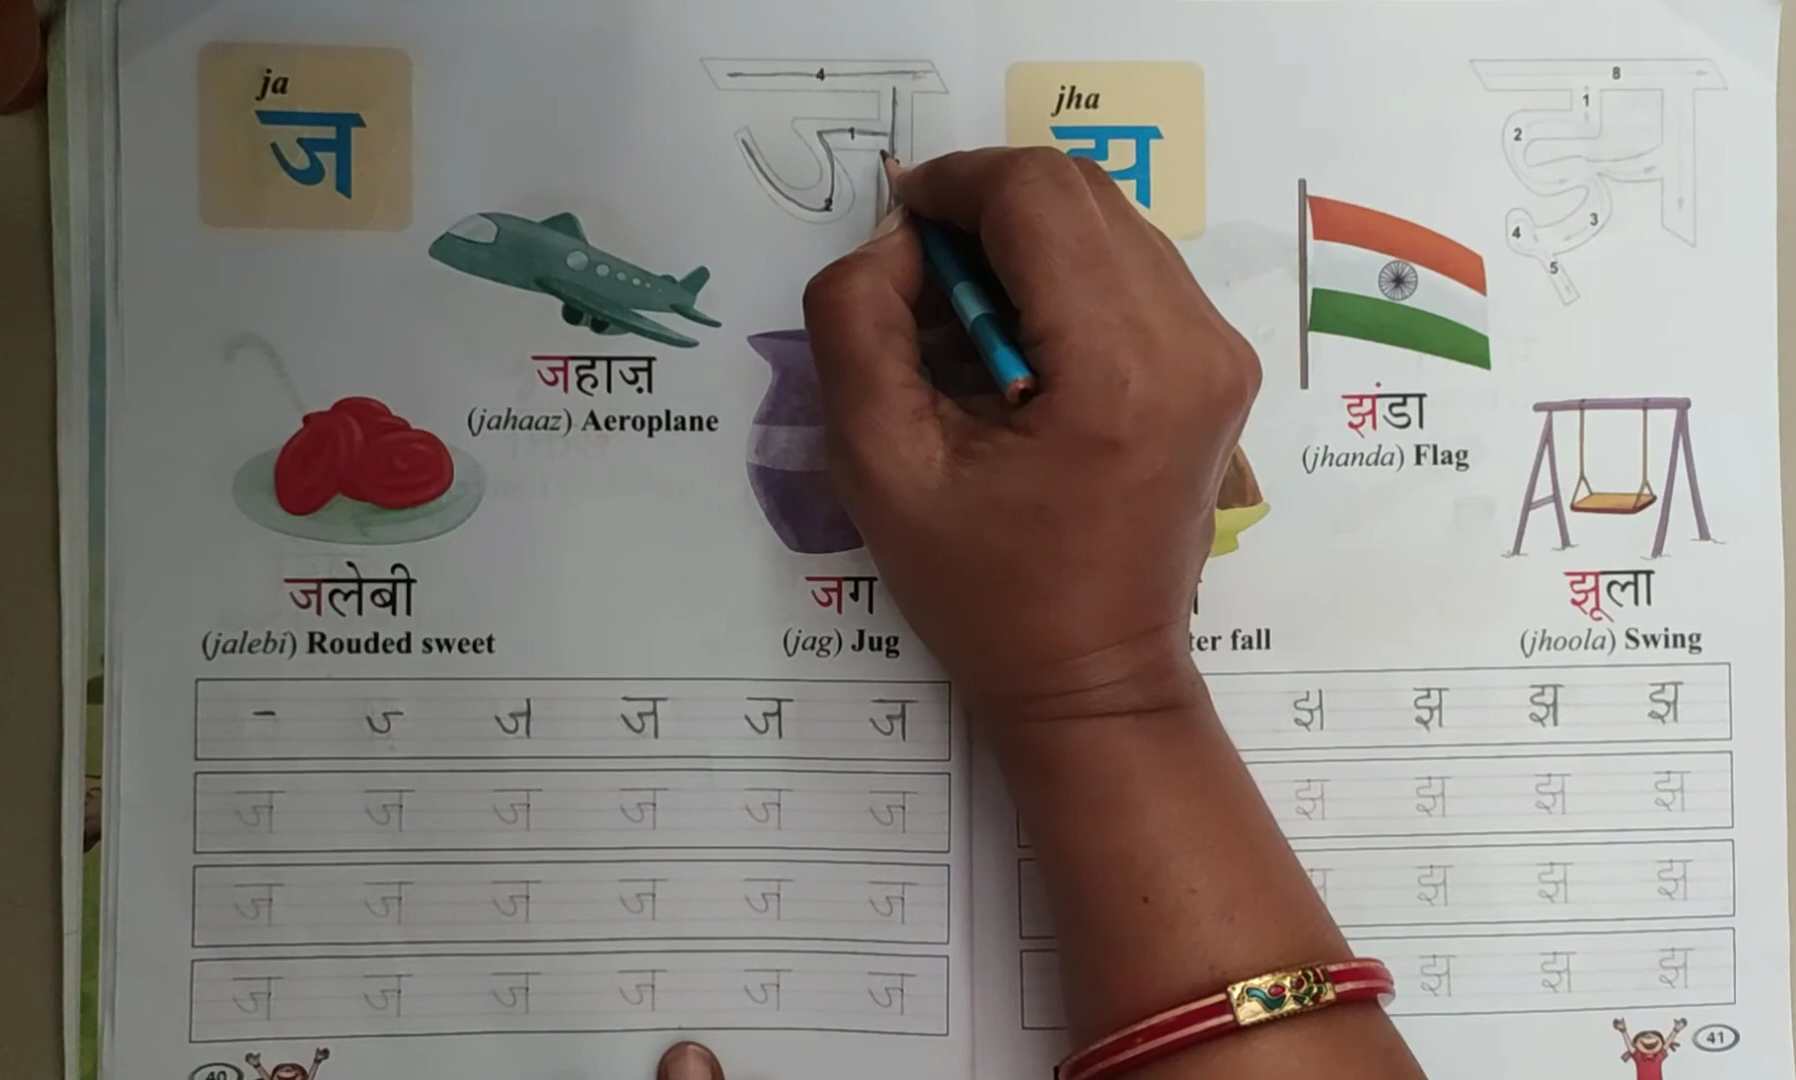 ja
ज
4
1
2
जहाज़
(jahaaz) Aeroplane
जलेबी
(jalebi) Rouded sweet
जग
(jag) Jug
- ज ज ज ज
ज ज ज ज ज ज
ज ज ज ज ज ज
ज ज ज ज ज ज
40
jha
झ
8
1
2
3
4
5
झंडा
(jhanda) Flag
fall
झूला
(jhoola) Swing
झ झ झ झ
झ झ झ झ
झ झ झ
झ झ झ
41